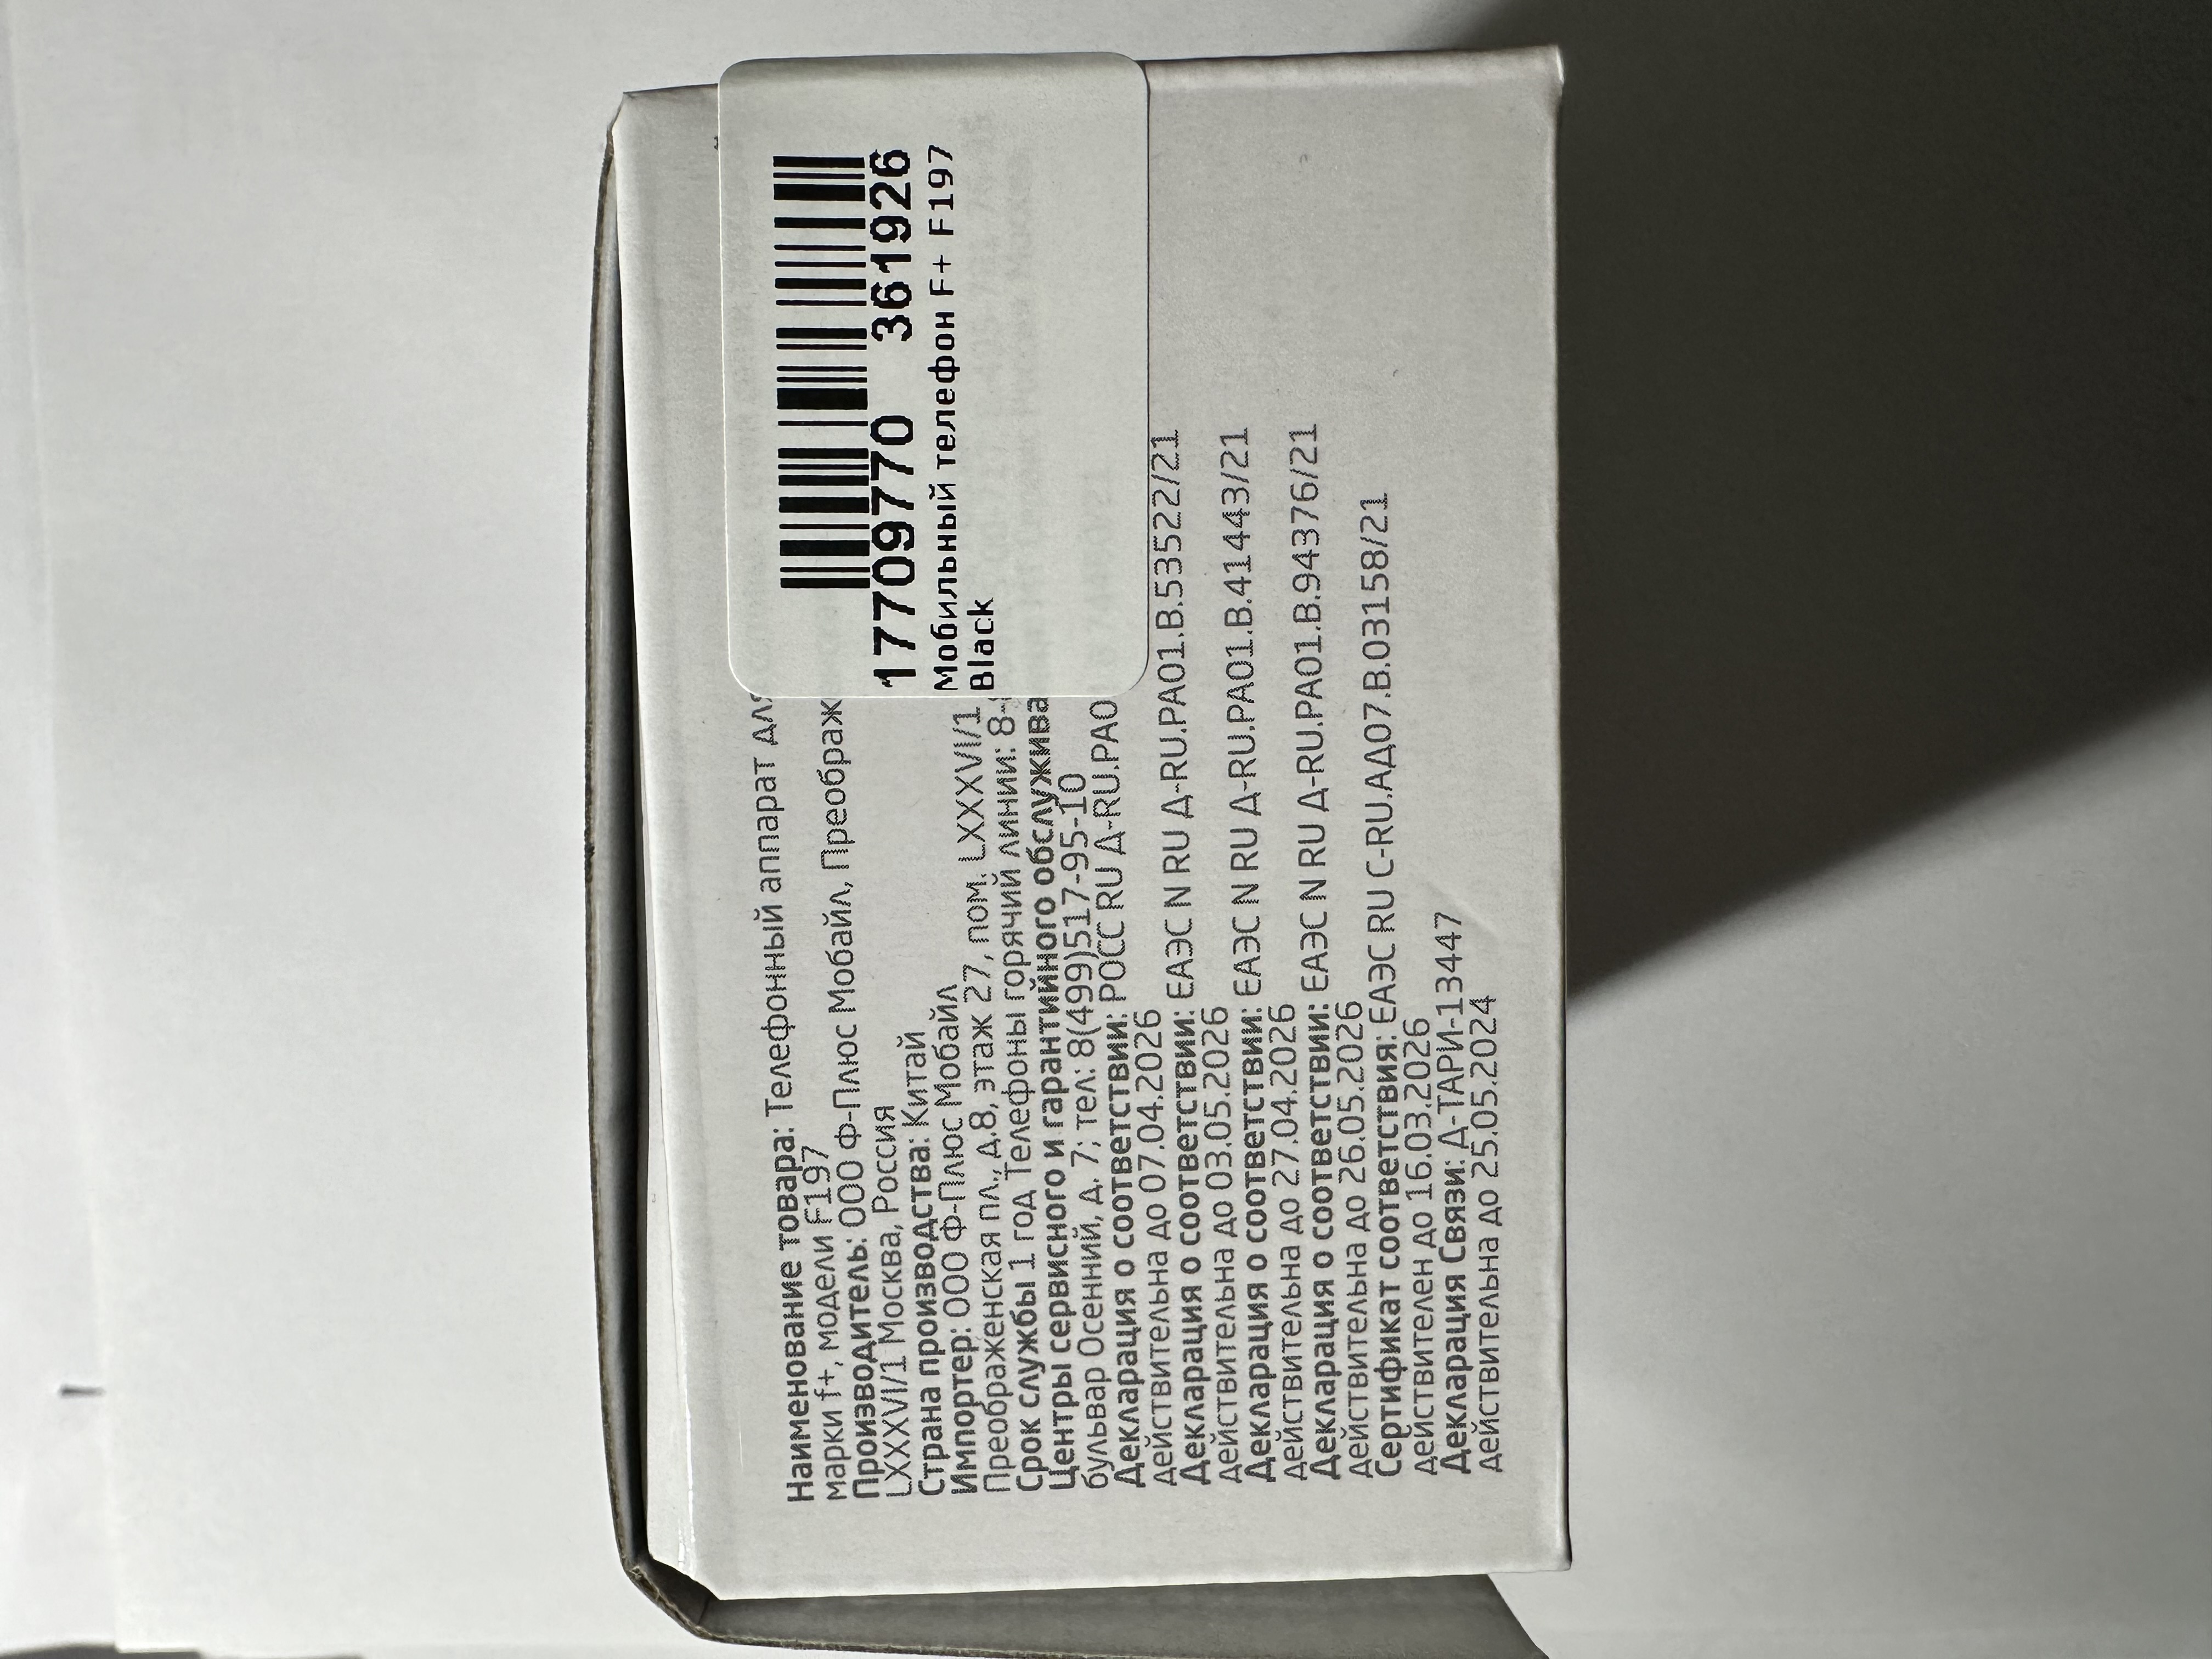 17709770 361926
Мобильный телефон F+ F197
Black
Наименование товара: Телефонный аппарат для
марки f+, модели F197
Производитель: ООО Ф-Плюс Мобайл, Преображ
LXXXVI/1 Москва, Россия
Страна производства: Китай
Импортер: ООО Ф-Плюс Мобайл
Преображенская пл., д.8, этаж 27, пом. LXXXVI/1
Срок службы 1 год Телефоны горячий линии: 8-
Центры сервисного и гарантийного обслужива
бульвар Осенний, д. 7; тел: 8(499)517-95-10
Декларация о соответствии: РОСС RU Д-RU.РА0
действительна до 07.04.2026
Декларация о соответствии: ЕАЭС N RU Д-RU.РА01.В.53522/21
действительна до 03.05.2026
Декларация о соответствии: ЕАЭС N RU Д-RU.РА01.В.41443/21
действительна до 27.04.2026
Декларация о соответствии: ЕАЭС N RU Д-RU.РА01.В.94376/21
действительна до 26.05.2026
Сертификат соответствия: ЕАЭС RU С-RU.АД07.В.03158/21
действителен до 16.03.2026
Декларация Связи: Д-ТАРИ-13447
действительна до 25.05.2024